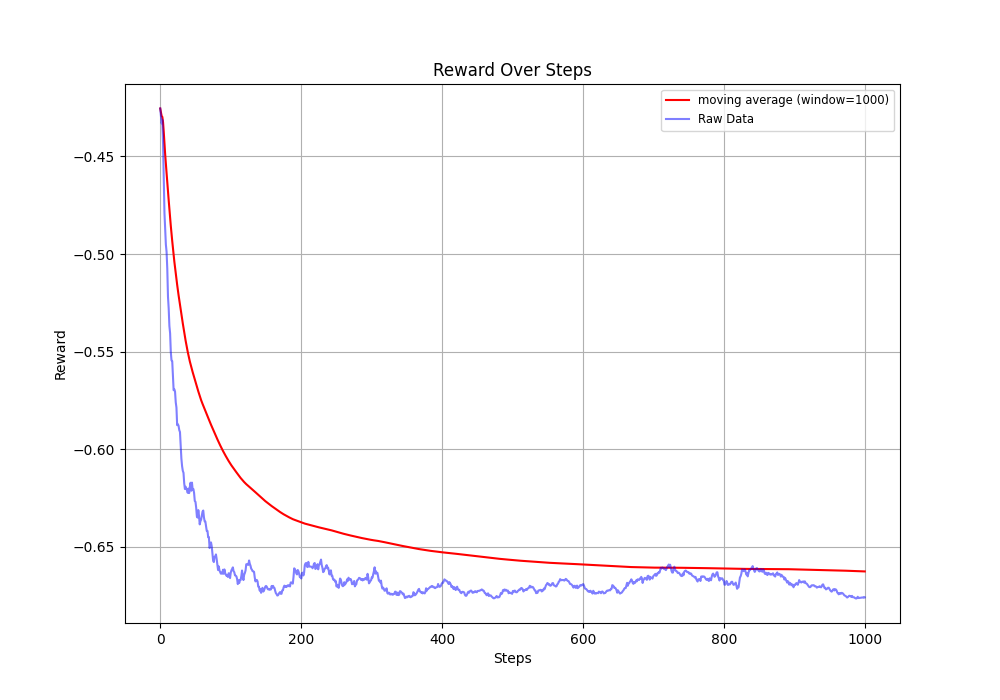 Reward Over Steps
moving average (window=1000)
Raw Data
−0.45
−0.50
−0.55
−0.60
−0.65
Reward
0
200
400
600
800
1000
Steps